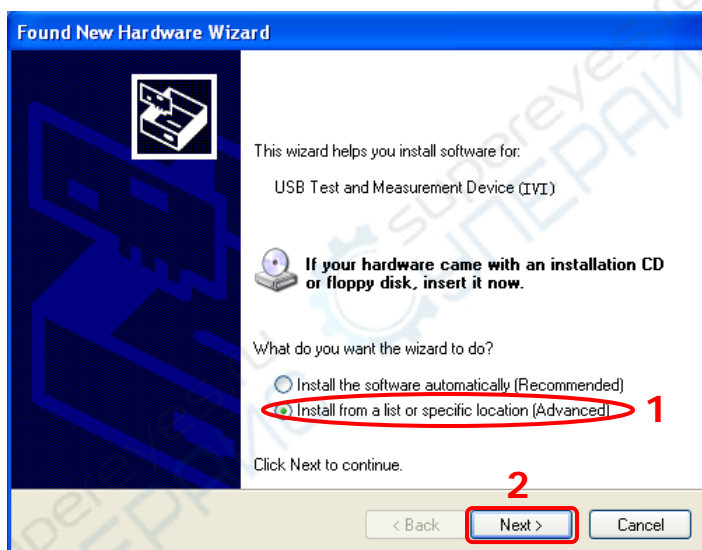 Found New Hardware Wizard
This wizard helps you install software for:
USB Test and Measurement Device (IVI)
If your hardware came with an installation CD
or floppy disk, insert it now.
What do you want the wizard to do?
Install the software automatically (Recommended)
Install from a list or specific location (Advanced)
1
Click Next to continue.
2
< Back
Next >
Cancel